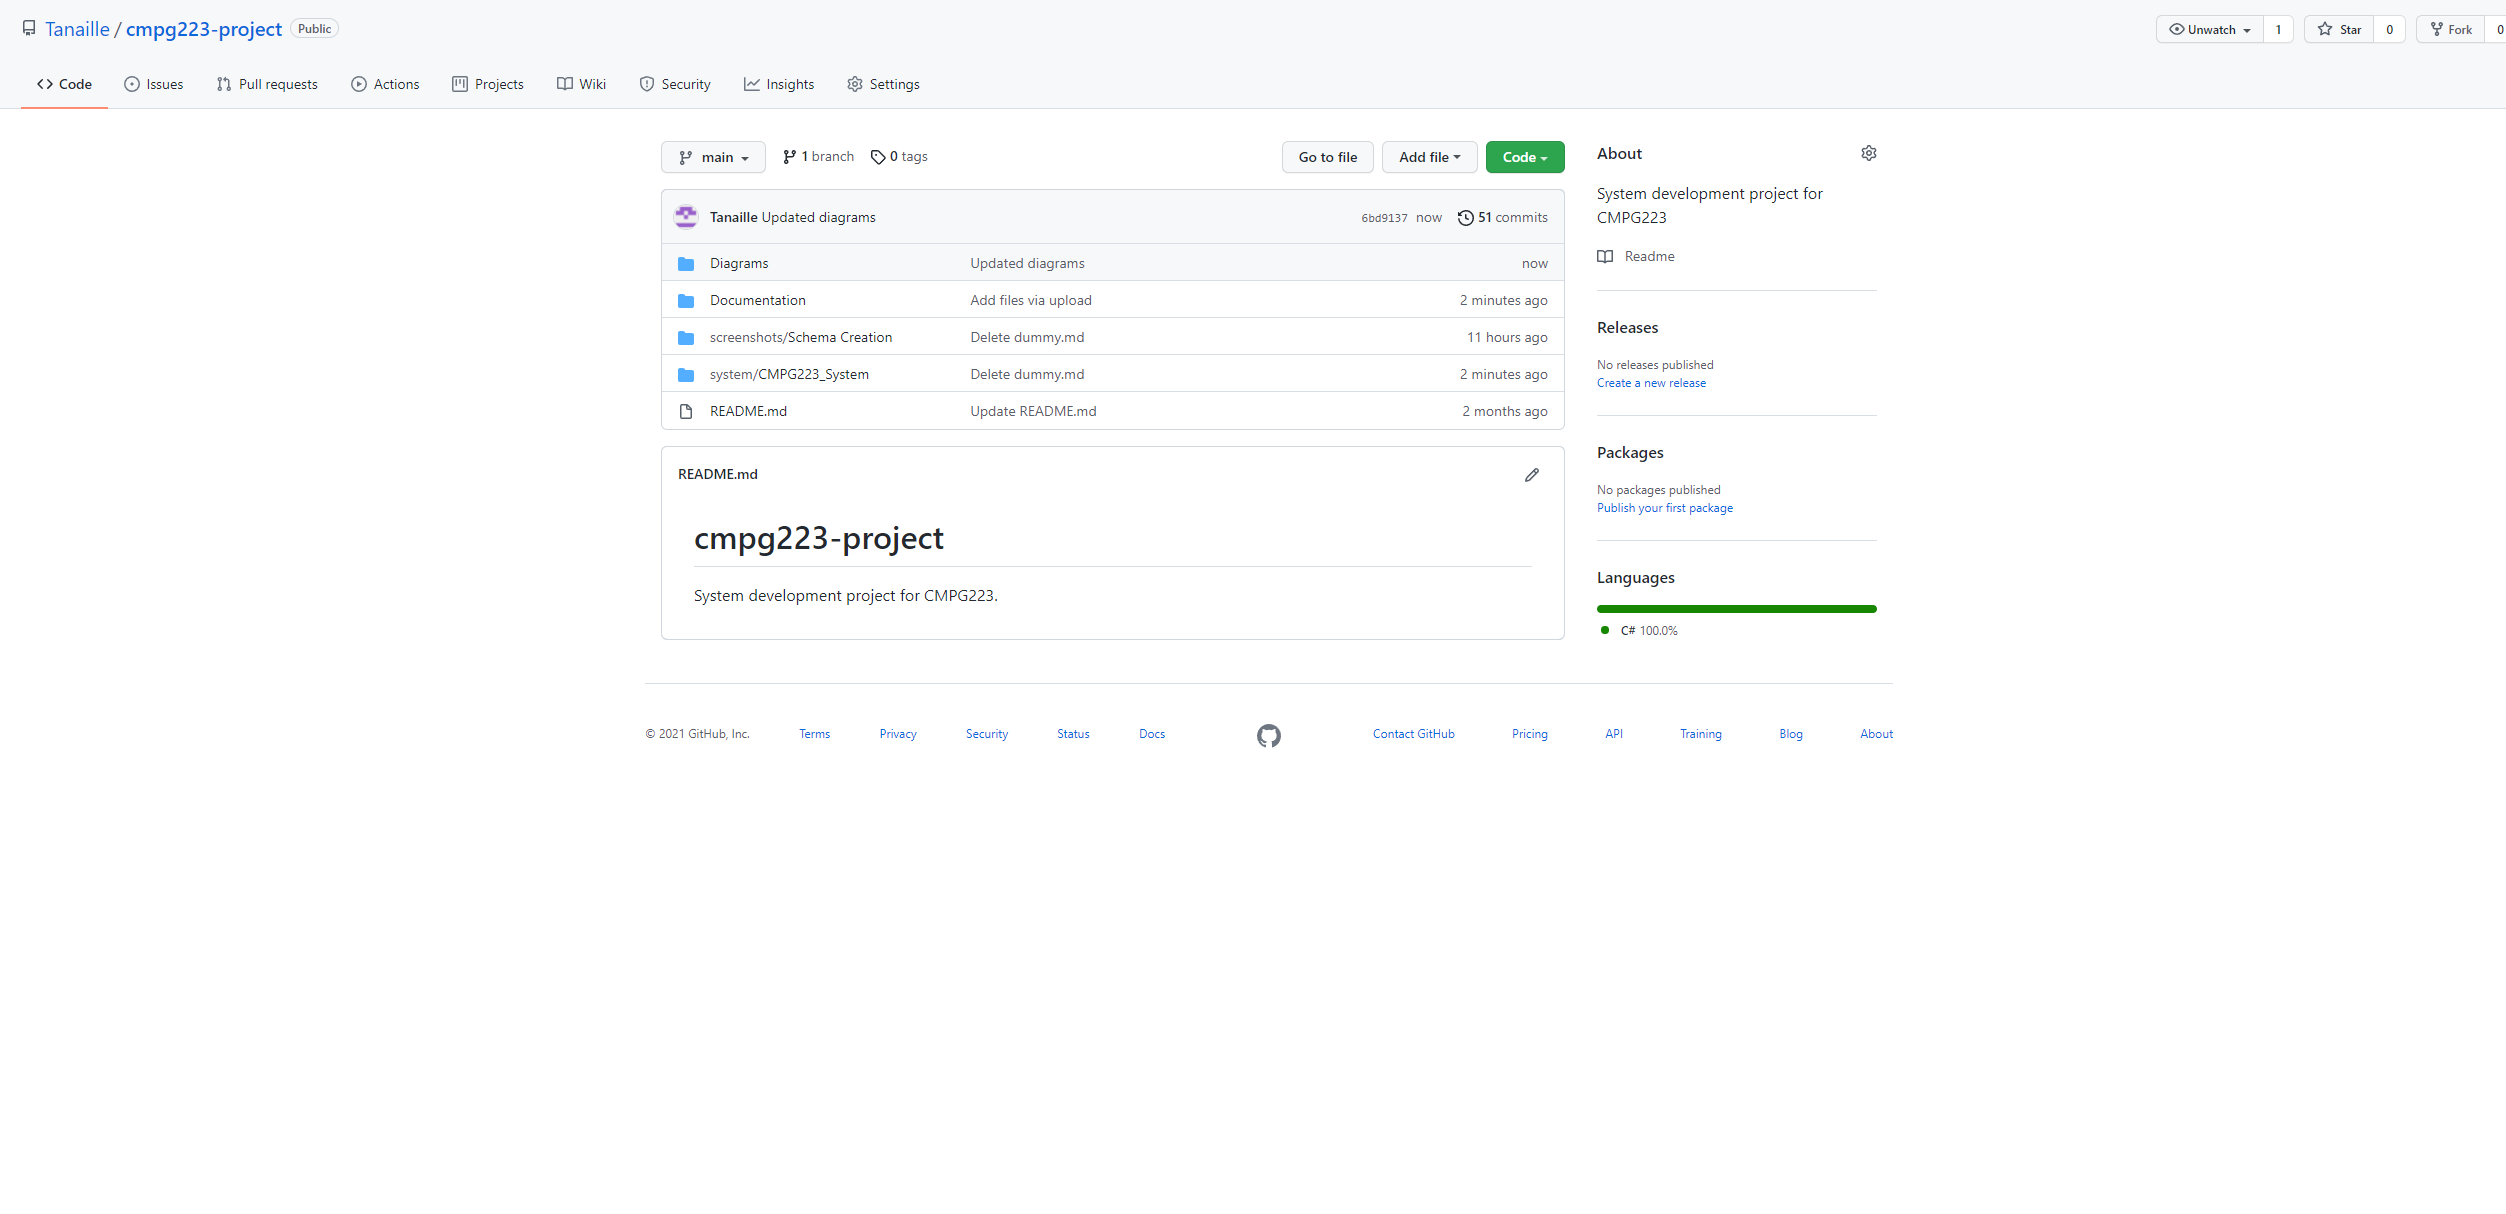 Tanaille / cmpg223-project Public
Unwatch 1 Star 0 Fork 0
Code Issues Pull requests Actions Projects Wiki Security Insights Settings
main 1 branch 0 tags Go to file Add file Code
Tanaille Updated diagrams 6bd9137 now 51 commits
Diagrams Updated diagrams now
Documentation Add files via upload 2 minutes ago
screenshots/Schema Creation Delete dummy.md 11 hours ago
system/CMPG223_System Delete dummy.md 2 minutes ago
README.md Update README.md 2 months ago
README.md
cmpg223-project
System development project for CMPG223.
About
System development project for
CMPG223
Readme
Releases
No releases published
Create a new release
Packages
No packages published
Publish your first package
Languages
C# 100.0%
© 2021 GitHub, Inc. Terms Privacy Security Status Docs Contact GitHub Pricing API Training Blog About